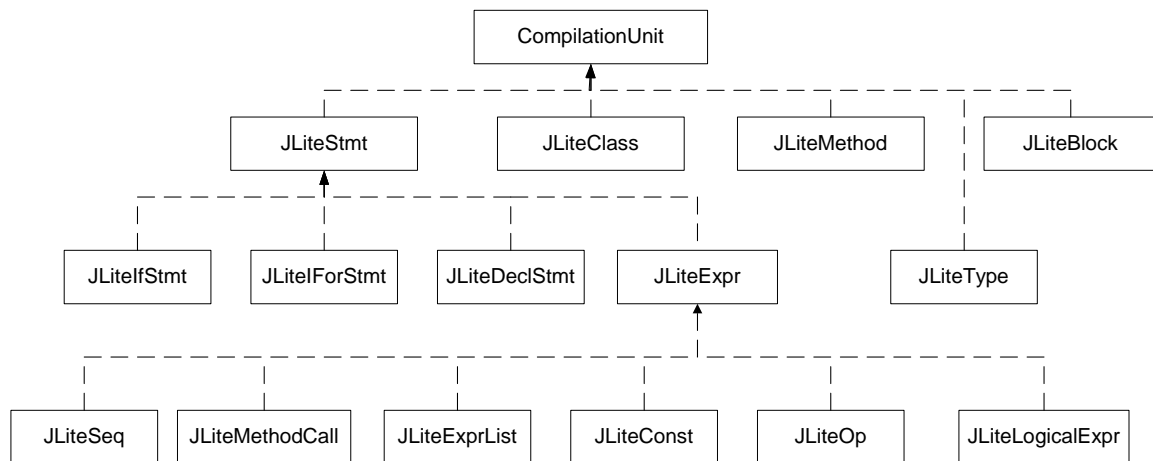 CompilationUnit
JLiteStmt
JLiteClass
JLiteMethod
JLiteBlock
JLiteIfStmt
JLiteIForStmt
JLiteDeclStmt
JLiteExpr
JLiteType
JLiteSeq
JLiteMethodCall
JLiteExprList
JLiteConst
JLiteOp
JLiteLogicalExpr